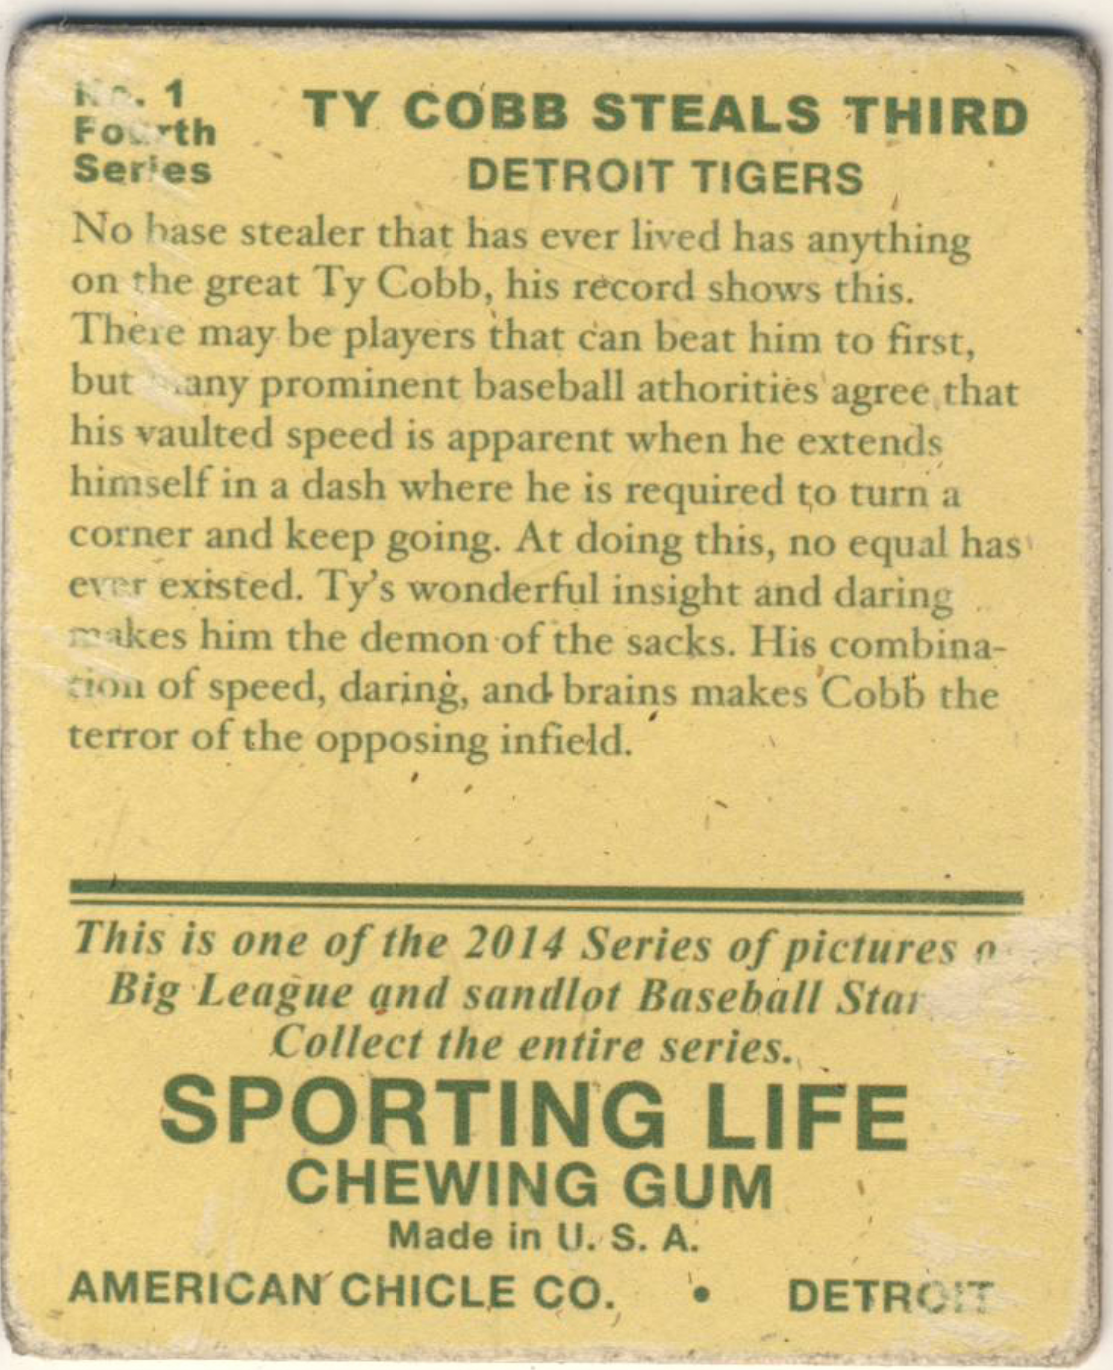 No. 1
Fourth
Series
TY COBB STEALS THIRD
DETROIT TIGERS
No base stealer that has ever lived has anything
on the great Ty Cobb, his record shows this.
There may be players that can beat him to first,
but many prominent baseball athorities agree that
his vaulted speed is apparent when he extends
himself in a dash where he is required to turn a
corner and keep going. At doing this, no equal has
ever existed. Ty's wonderful insight and daring
makes him the demon of the sacks. His combina-
tion of speed, daring, and brains makes Cobb the
terror of the opposing infield.
This is one of the 2014 Series of pictures
Big League and sandlot Baseball
Collect the entire series.
SPORTING LIFE
CHEWING GUM
Made in U. S. A.
AMERICAN CHICLE CO. • DETROIT